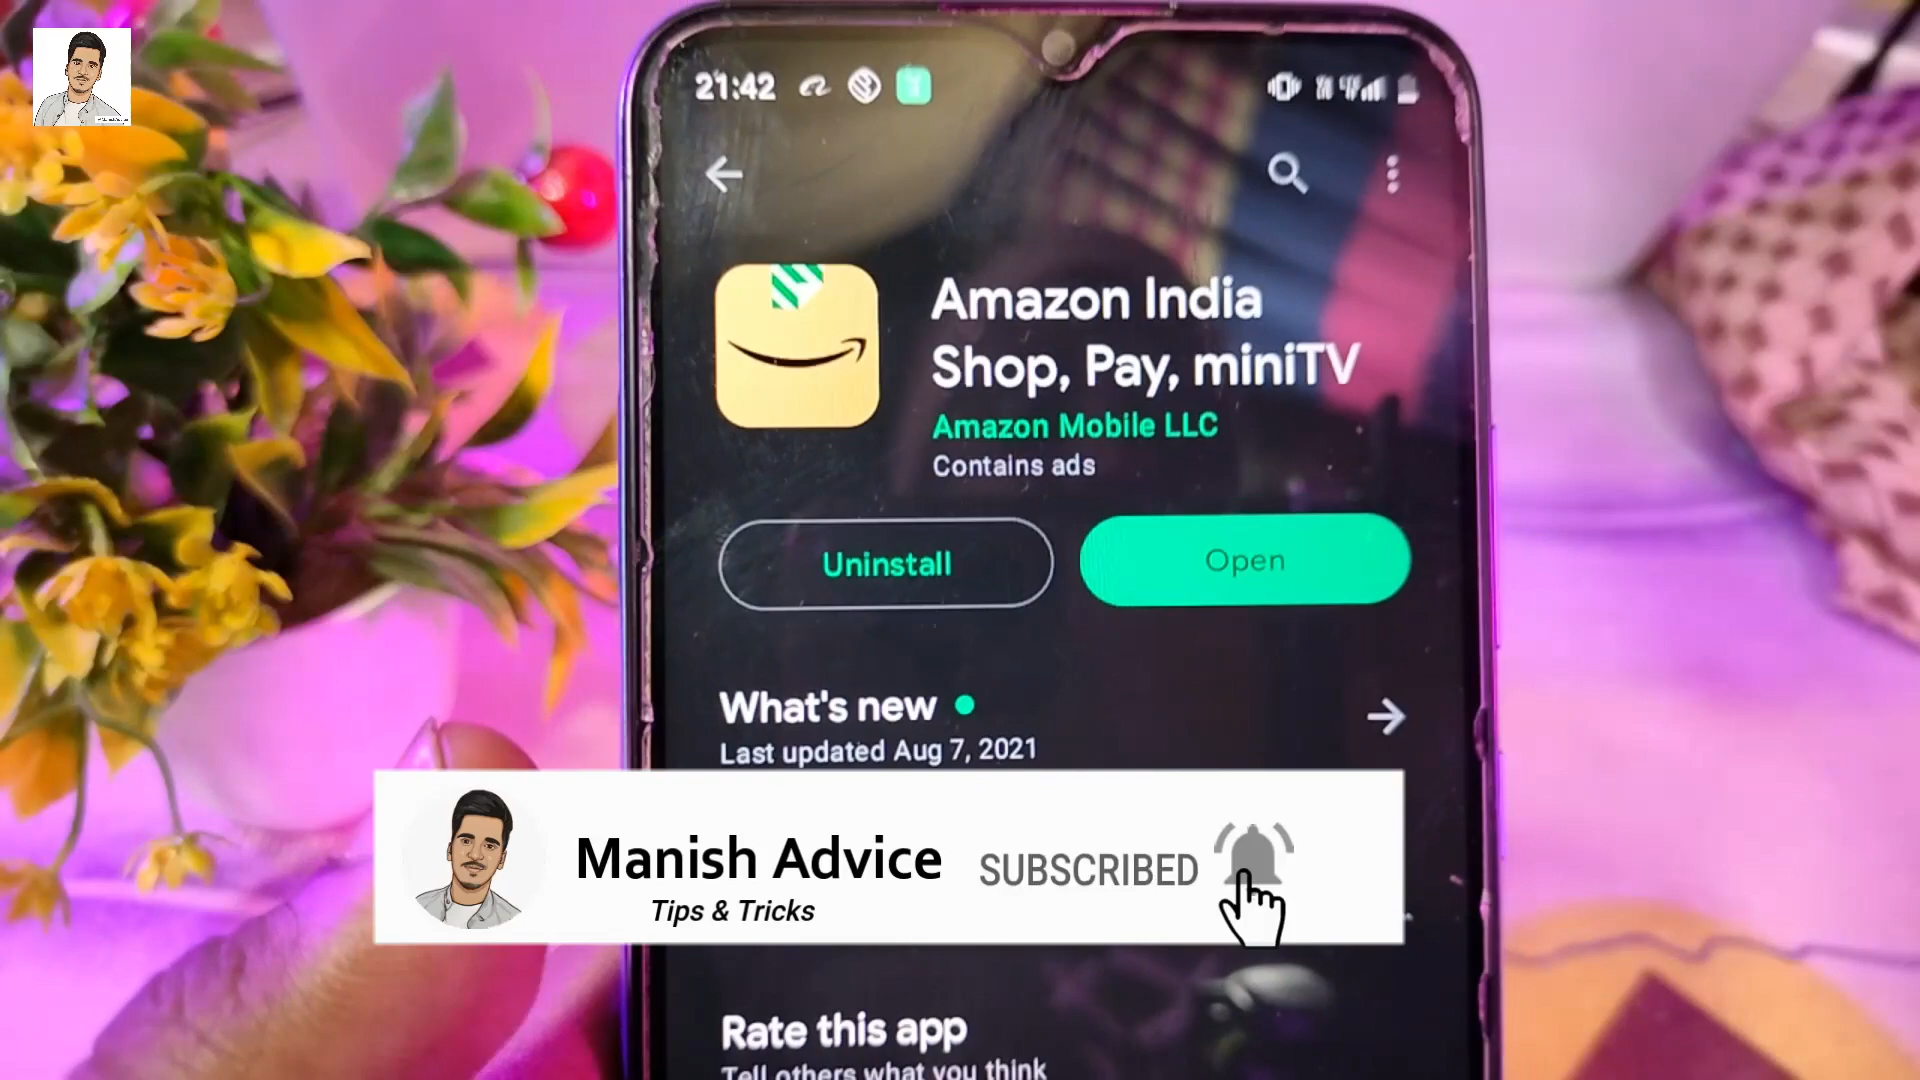 21:42
Amazon India
Shop, Pay, miniTV
Amazon Mobile LLC
Contains ads
Uninstall
Open
What's new
Last updated Aug 7, 2021
Manish Advice
SUBSCRIBED
Tips & Tricks
Rate this app
Tell others what you think